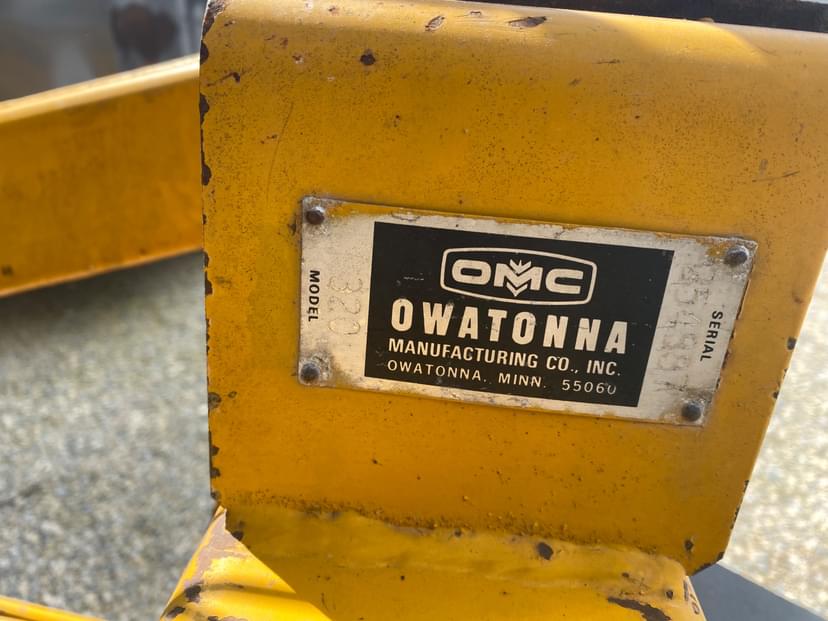 MODEL
320
OMC
OWATONNA
MANUFACTURING CO., INC.
OWATONNA, MINN. 55060
SERIAL